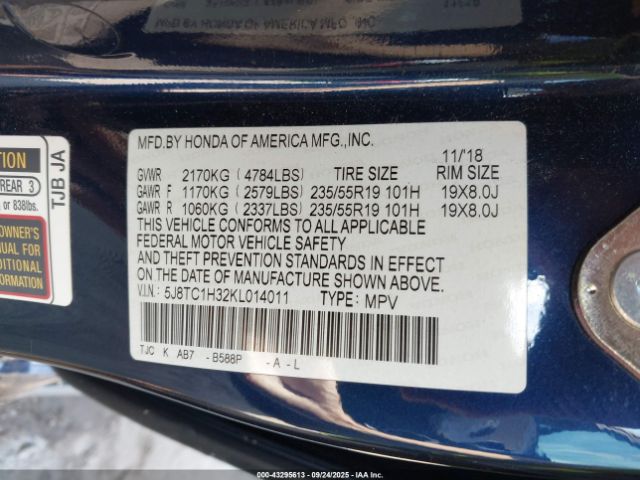 MFD.BY HONDA OF AMERICA MFG.,INC.
11/'18
GVWR 2170KG (4784LBS) TIRE SIZE RIM SIZE
GAWR F 1170KG (2579LBS) 235/55R19 101H 19X8.0J
GAWR R 1060KG (2337LBS) 235/55R19 101H 19X8.0J
THIS VEHICLE CONFORMS TO ALL APPLICABLE
FEDERAL MOTOR VEHICLE SAFETY
AND THEFT PREVENTION STANDARDS IN EFFECT
ON THE DATE OF MANUFACTURE SHOWN ABOVE.
V.I.N.: 5J8TC1H32KL014011 TYPE: MPV
TJC K AB7 -B588P -A-L
TJB JA
REAR 3
or 838lbs.
OWNER'S
FOR
000-43295613 - 09/24/2025 - IAA Inc.